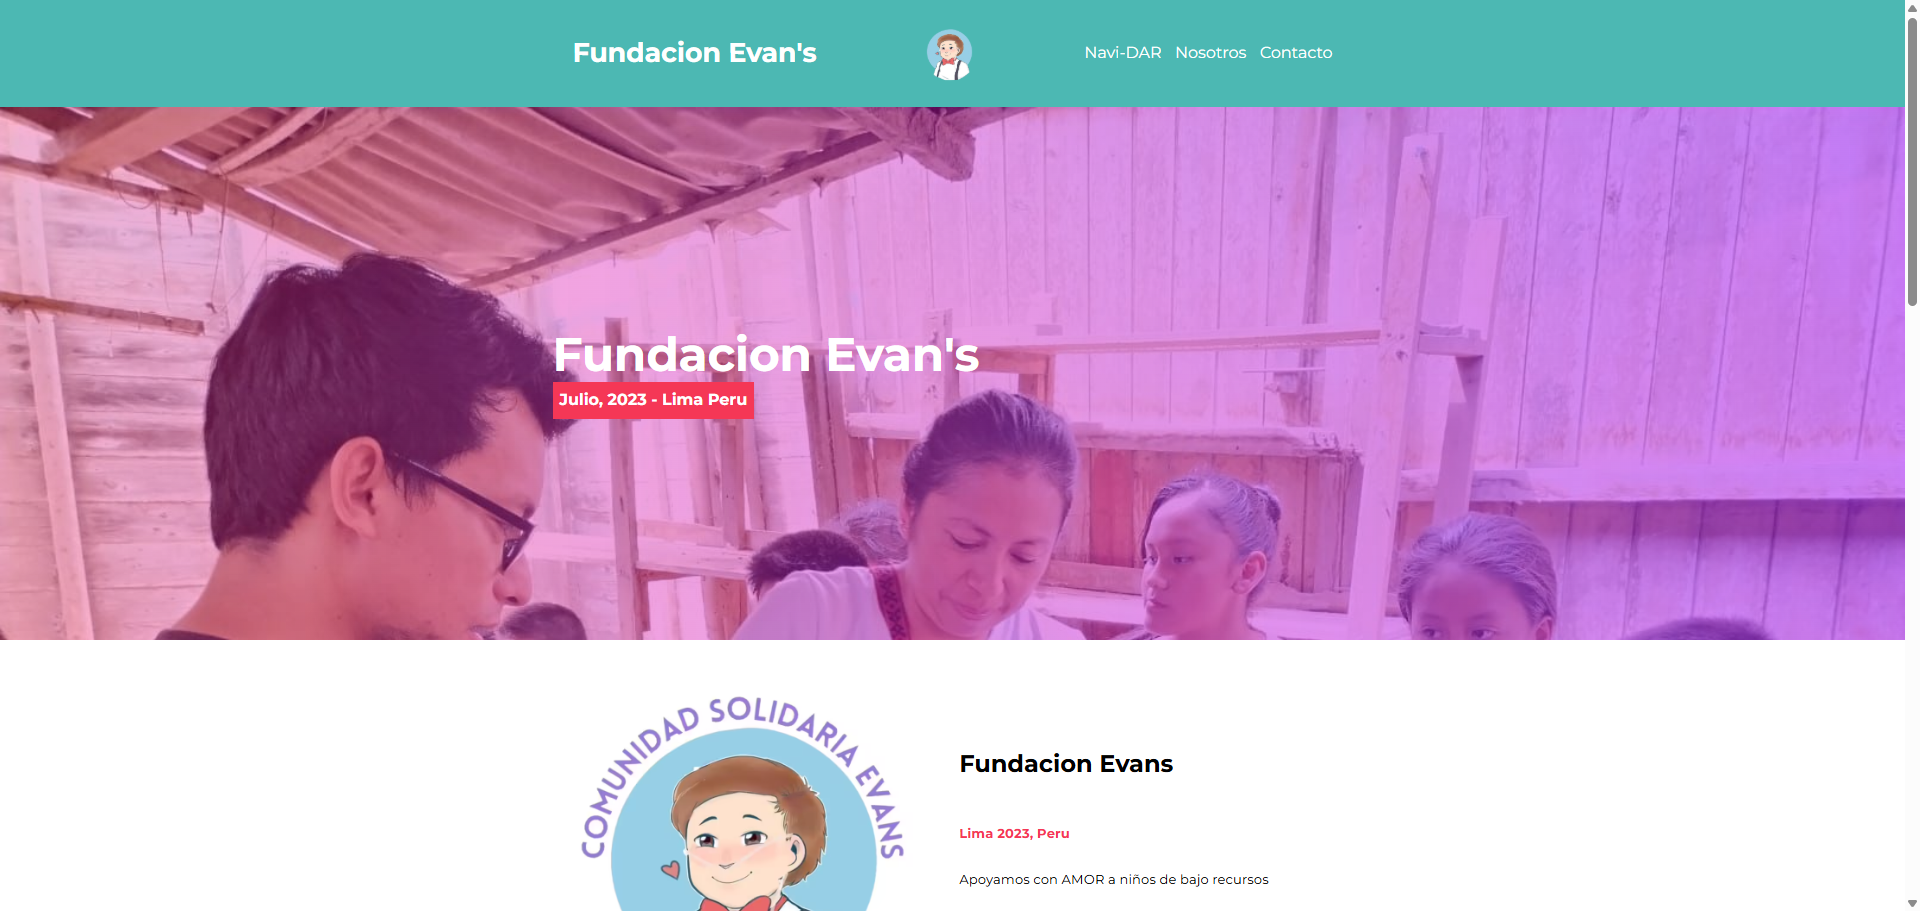 Fundacion Evan's
Navi-DAR Nosotros Contacto
Fundacion Evan's
Julio, 2023 - Lima Peru
COMUNIDAD SOLIDARIA EVANS
Fundacion Evans
Lima 2023, Peru
Apoyamos con AMOR a niños de bajo recursos